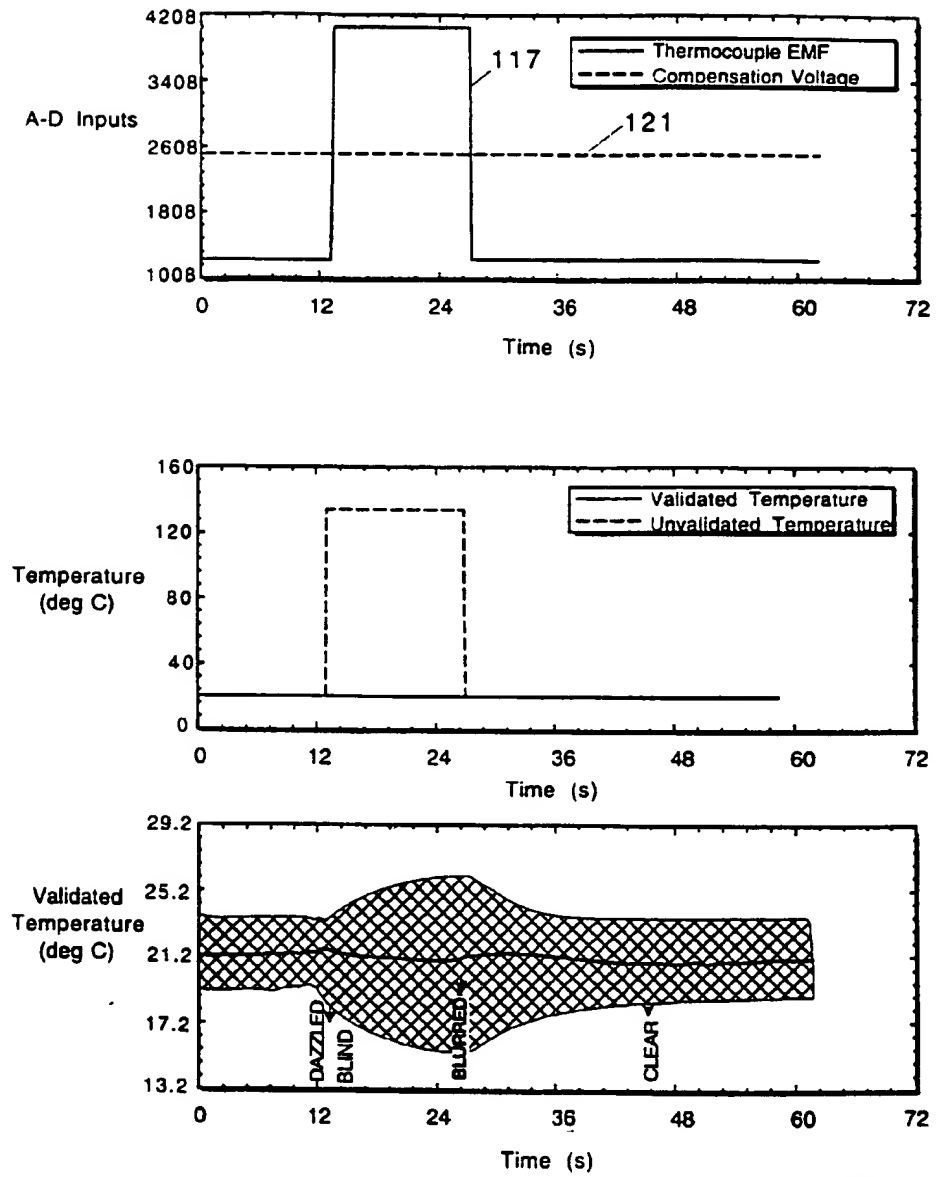 4208
3408
2608
1808
1008
A-D Inputs
Thermocouple EMF
Compensation Voltage
117
121
0 12 24 36 48 60 72
Time (s)
160
120
80
40
0
Temperature
(deg C)
Validated Temperature
Unvalidated Temperature
0 12 24 36 48 60 72
Time (s)
29.2
25.2
21.2
17.2
13.2
Validated
Temperature
(deg C)
DAZZLED
BLIND
BLURRED
CLEAR
0 12 24 36 48 60 72
Time (s)